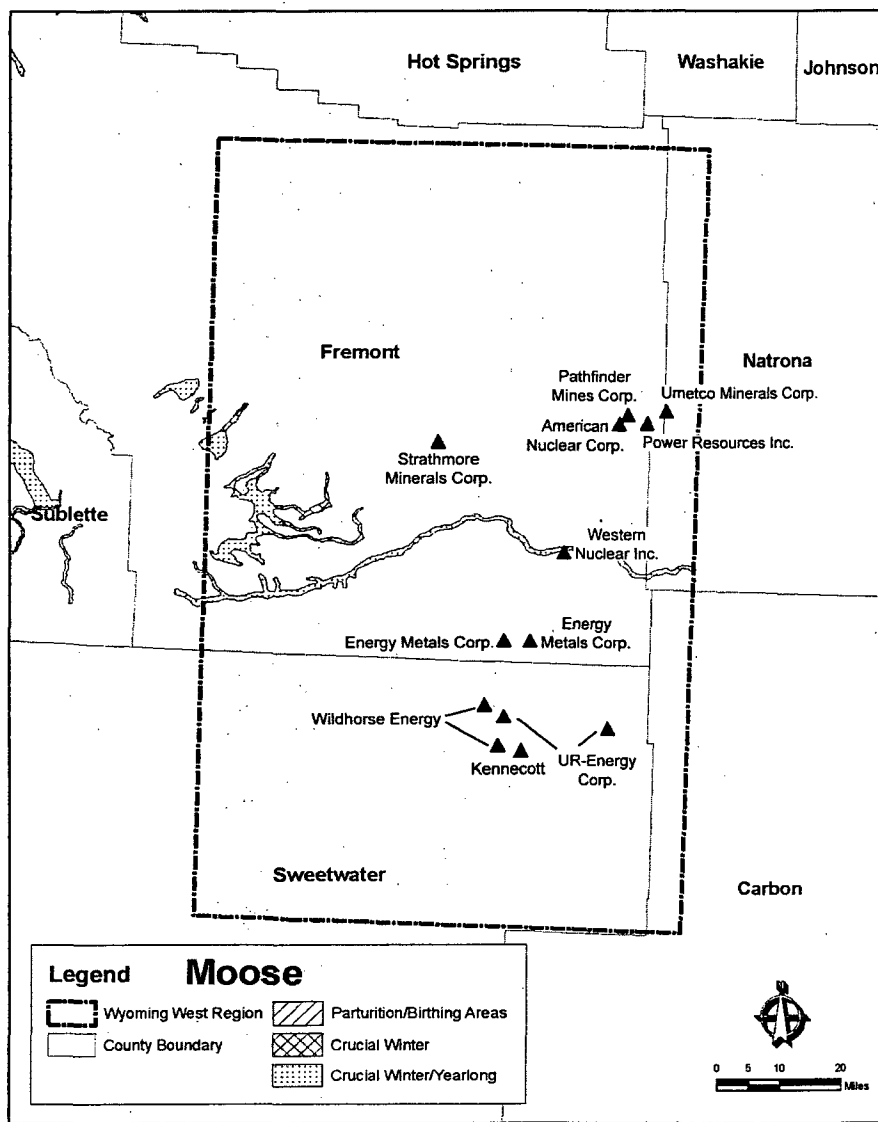 Hot Springs
Washakie
Johnson
Fremont
Natrona
Pathfinder
Mines Corp.
Umetco Minerals Corp.
American
Nuclear Corp.
Power Resources Inc.
Strathmore
Minerals Corp.
Sublette
Western
Nuclear Inc.
Energy Metals Corp.
Energy
Metals Corp.
Wildhorse Energy
Kennecott
UR-Energy
Corp.
Sweetwater
Carbon
Legend Moose
Wyoming West Region
County Boundary
Parturition/Birthing Areas
Crucial Winter
Crucial Winter/Yearlong
N
0 5 10 20
Miles